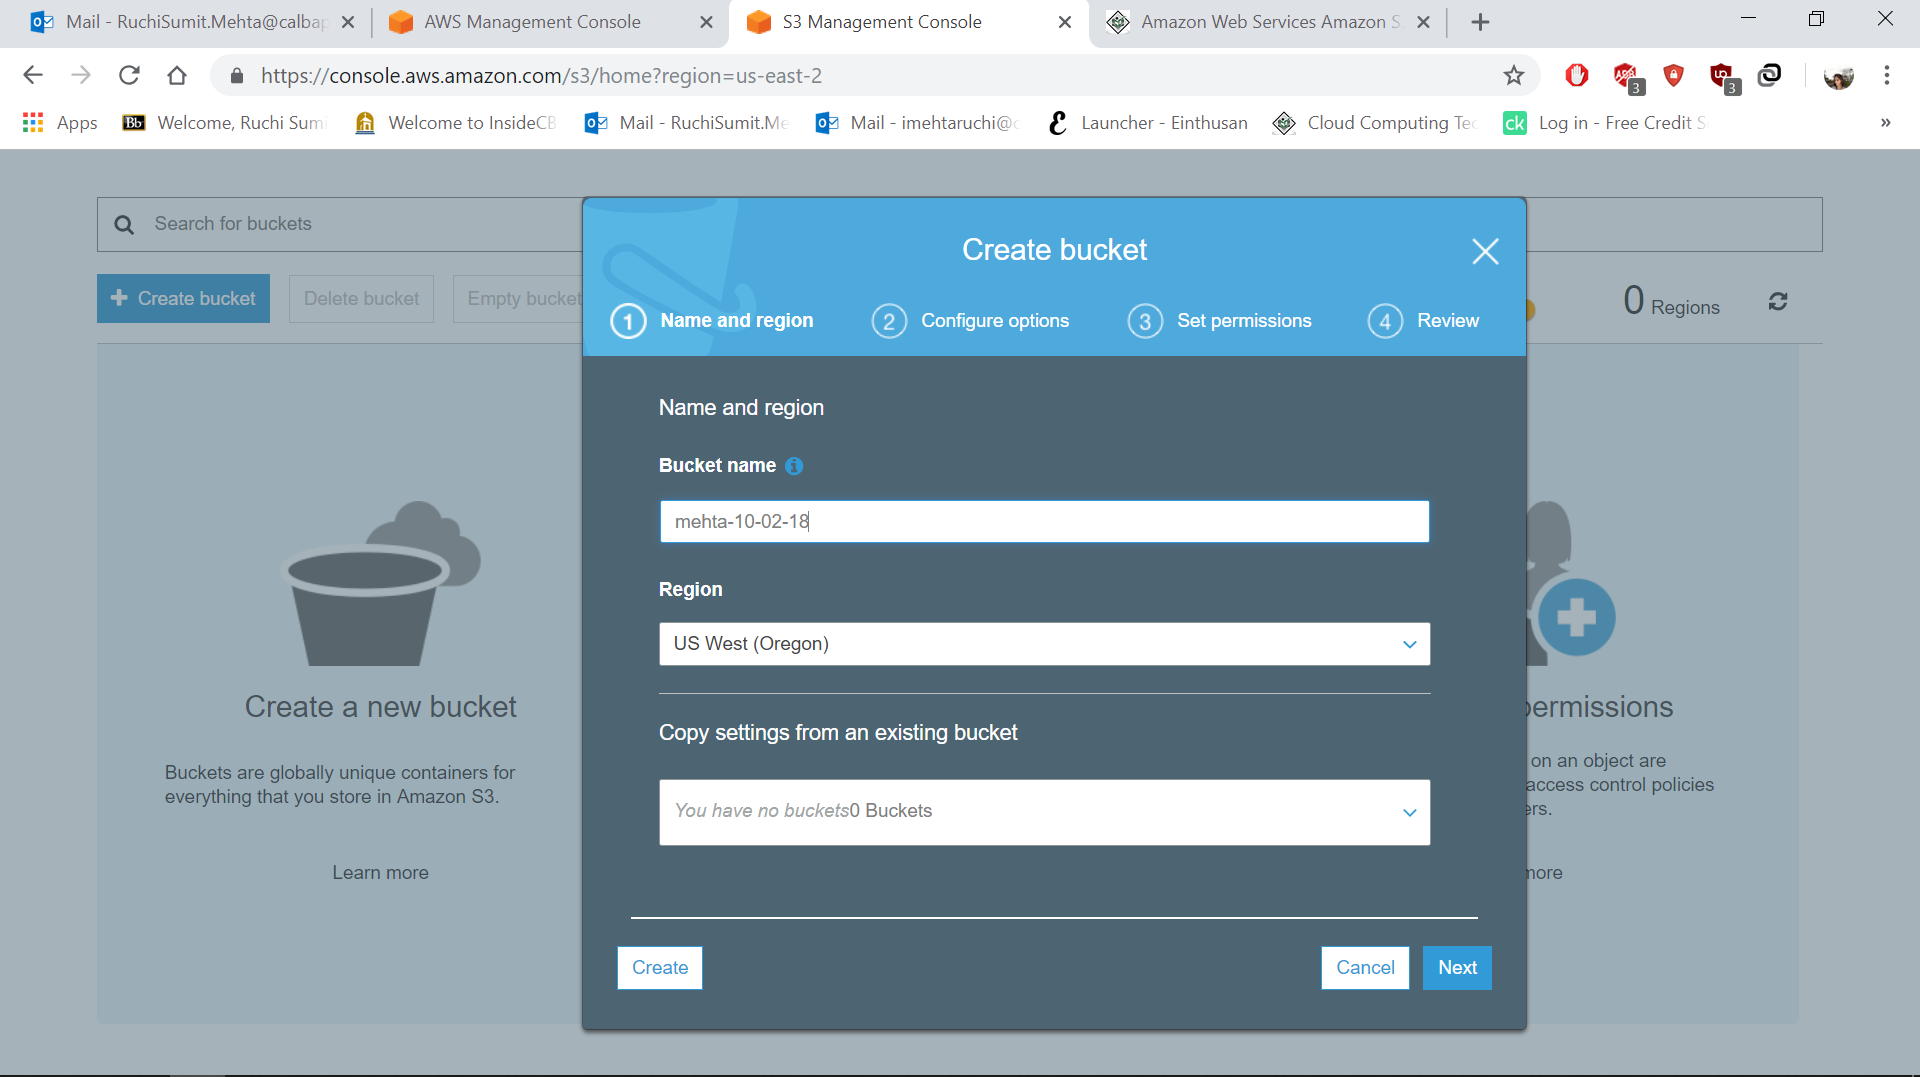 Mail - RuchiSumit.Mehta@calbap
AWS Management Console
S3 Management Console
Amazon Web Services Amazon S
https://console.aws.amazon.com/s3/home?region=us-east-2
3
3
Apps
Bb
Welcome, Ruchi Sumi
Welcome to InsideCB
Mail - RuchiSumit.Me
Mail - imehtaruchi@
Launcher - Einthusan
Cloud Computing Tec
ck
Log in - Free Credit S
»
Search for buckets
Create bucket
Delete bucket
Empty bucket
0 Regions
Create bucket
1 Name and region
2 Configure options
3 Set permissions
4 Review
Name and region
Bucket name
mehta-10-02-18
Region
US West (Oregon)
Copy settings from an existing bucket
You have no buckets0 Buckets
Create
Cancel
Next
Create a new bucket
Buckets are globally unique containers for
everything that you store in Amazon S3.
Learn more
permissions
on an object are
access control policies
ers.
more